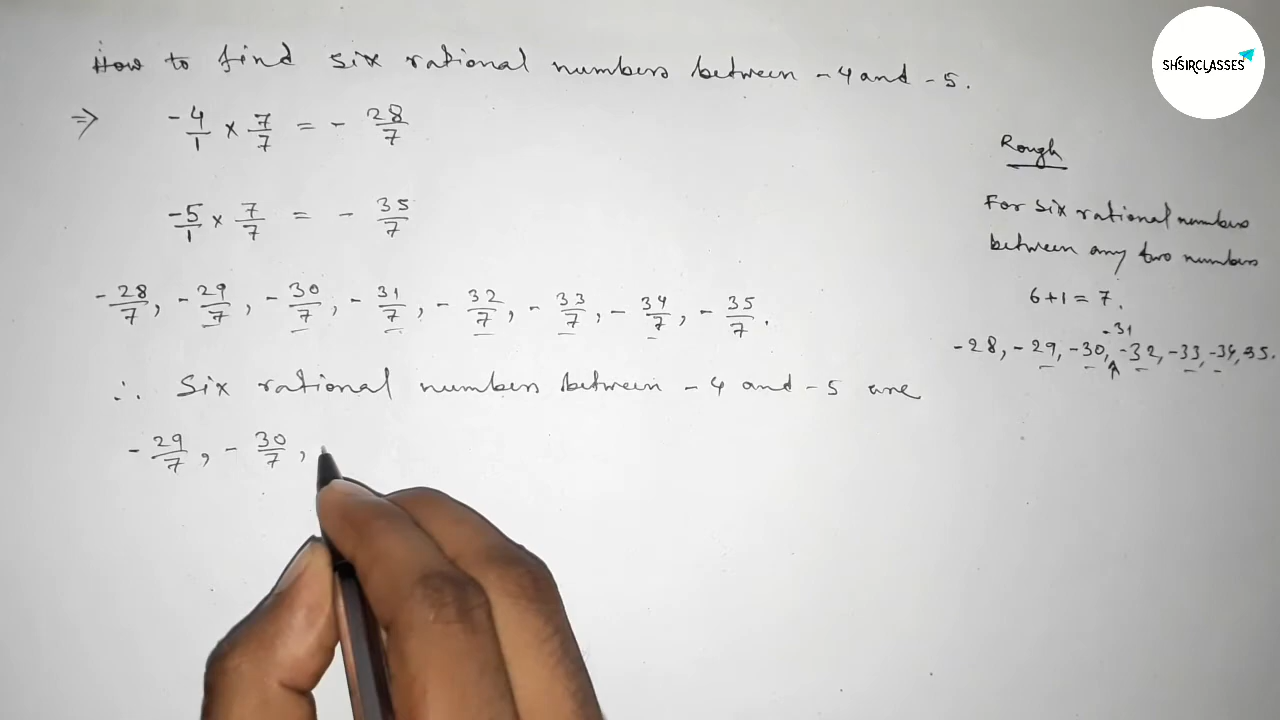 How to find six rational numbers between -4 and -5.
SHSIRCLASSES
⇒ -4/1 × 7/7 = - 28/7
-5/1 × 7/7 = - 35/7
-28/7, -29/7, -30/7, -31/7, -32/7, -33/7, -34/7, -35/7.
∴ Six rational numbers between -4 and -5 are
-29/7, -30/7,
Rough
For six rational numbers
between any two numbers
6+1=7.
-31
-28, -29, -30, -32, -33, -34, 35.